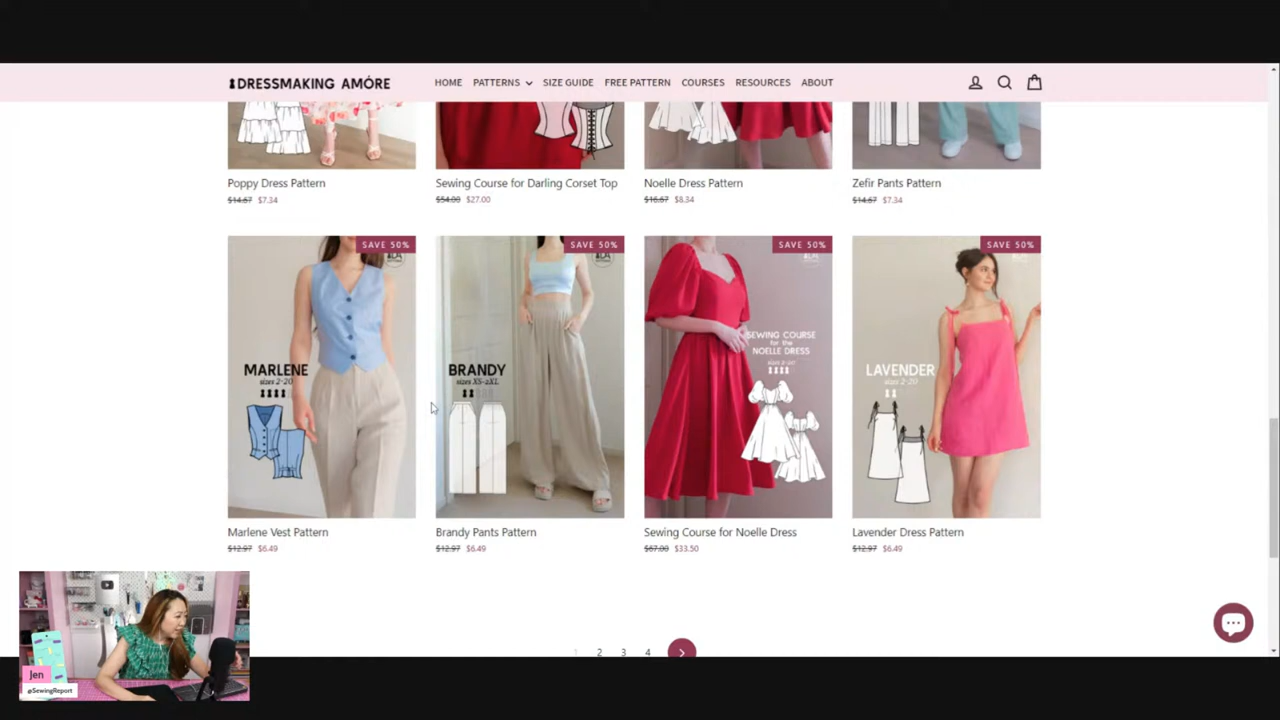 DRESSMAKING AMÓRE
HOME PATTERNS SIZE GUIDE FREE PATTERN COURSES RESOURCES ABOUT
Poppy Dress Pattern
$14.67 $7.34
Sewing Course for Darling Corset Top
$54.00 $27.00
Noelle Dress Pattern
$16.67 $8.34
Zefir Pants Pattern
$14.67 $7.34
SAVE 50%
MARLENE
sizes 2-20
Marlene Vest Pattern
$12.97 $6.49
SAVE 50%
BRANDY
sizes XS-2XL
Brandy Pants Pattern
$12.97 $6.49
SAVE 50%
SEWING COURSE
for the
NOELLE DRESS
sizes 2-20
Sewing Course for Noelle Dress
$67.00 $33.50
SAVE 50%
LAVENDER
sizes 2-20
Lavender Dress Pattern
$12.97 $6.49
1 2 3 4
Jen
@SewingReport